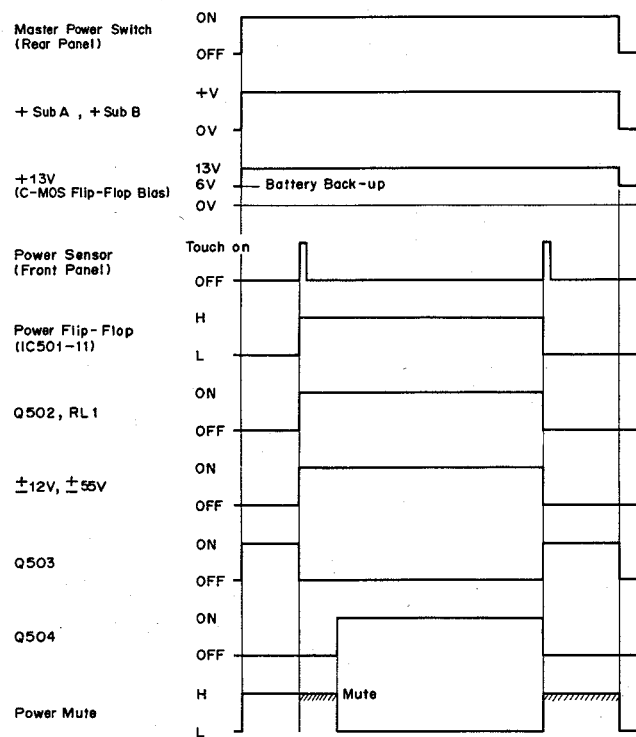 Master Power Switch
(Rear Panel)
ON
OFF
+ Sub A , + Sub B
+V
0V
+13V
(C-MOS Flip-Flop Bias)
13V
6V
Battery Back-up
0V
Power Sensor
(Front Panel)
Touch on
OFF
Power Flip-Flop
(IC501-11)
H
L
Q502, RL1
ON
OFF
±12V, ±55V
ON
OFF
Q503
ON
OFF
Q504
ON
OFF
Power Mute
H
Mute
L